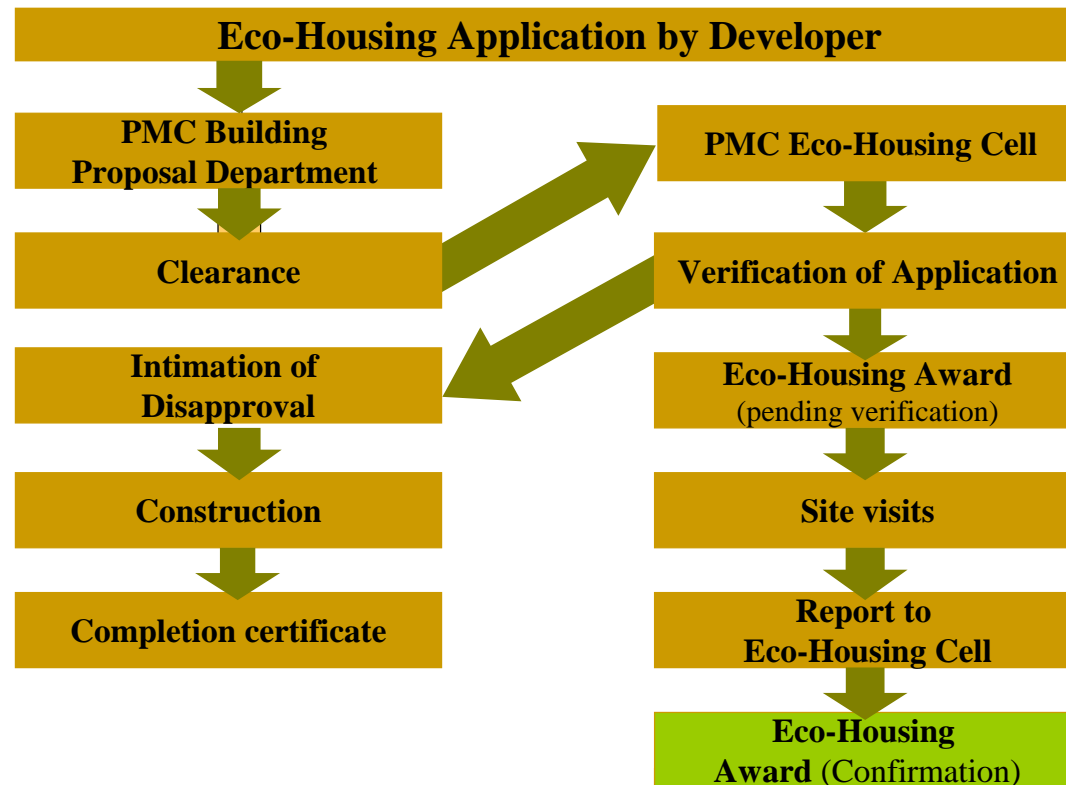 Eco-Housing Application by Developer
PMC Building
Proposal Department
Clearance
Intimation of
Disapproval
Construction
Completion certificate
PMC Eco-Housing Cell
Verification of Application
Eco-Housing Award
(pending verification)
Site visits
Report to
Eco-Housing Cell
Eco-Housing
Award (Confirmation)